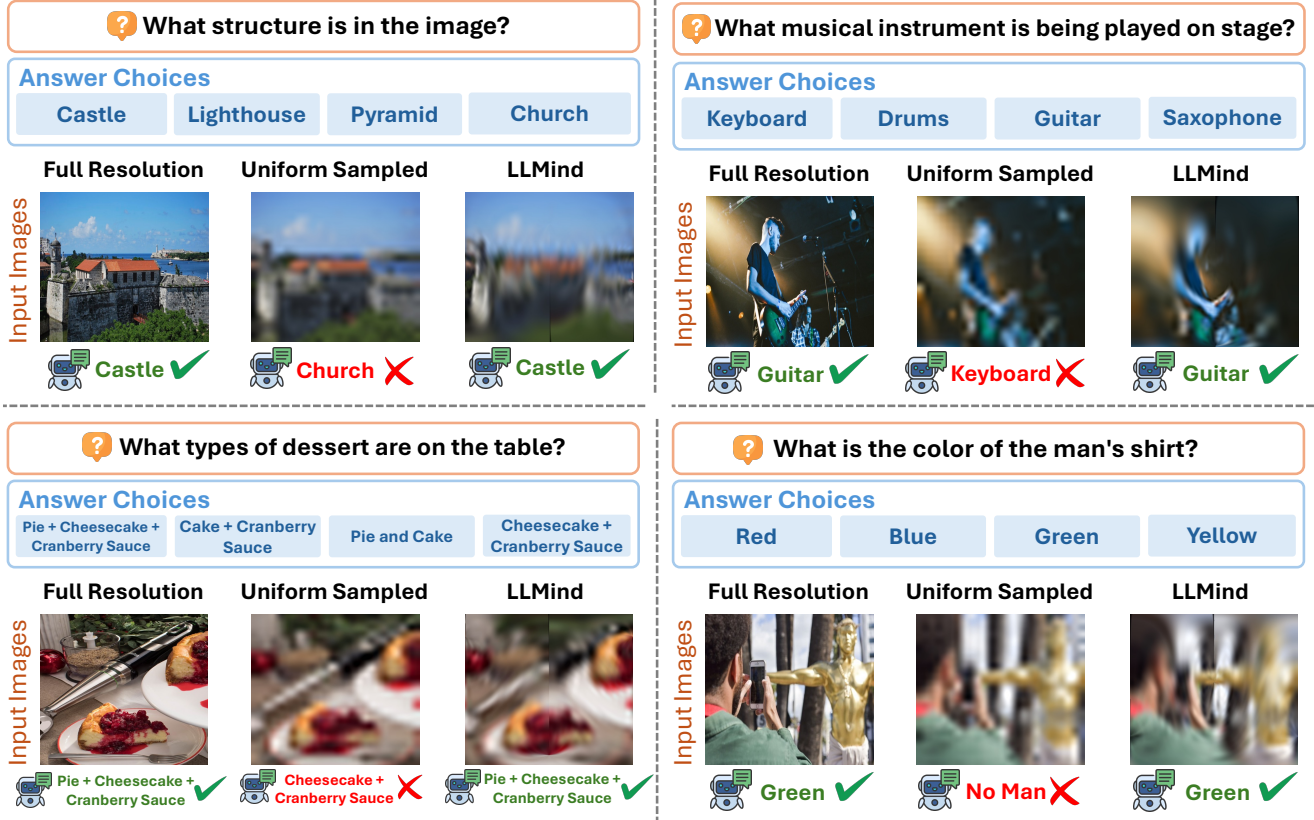 What structure is in the image?
Answer Choices
Castle Lighthouse Pyramid Church
Full Resolution Uniform Sampled LLMind
Input Images
Castle Church Castle
What musical instrument is being played on stage?
Answer Choices
Keyboard Drums Guitar Saxophone
Full Resolution Uniform Sampled LLMind
Input Images
Guitar Keyboard Guitar
What types of dessert are on the table?
Answer Choices
Pie + Cheesecake +
Cranberry Sauce
Cake + Cranberry
Sauce
Pie and Cake
Cheesecake +
Cranberry Sauce
Full Resolution Uniform Sampled LLMind
Input Images
Pie + Cheesecake +
Cranberry Sauce
Cheesecake +
Cranberry Sauce
Pie + Cheesecake +
Cranberry Sauce
What is the color of the man's shirt?
Answer Choices
Red Blue Green Yellow
Full Resolution Uniform Sampled LLMind
Input Images
Green No Man Green